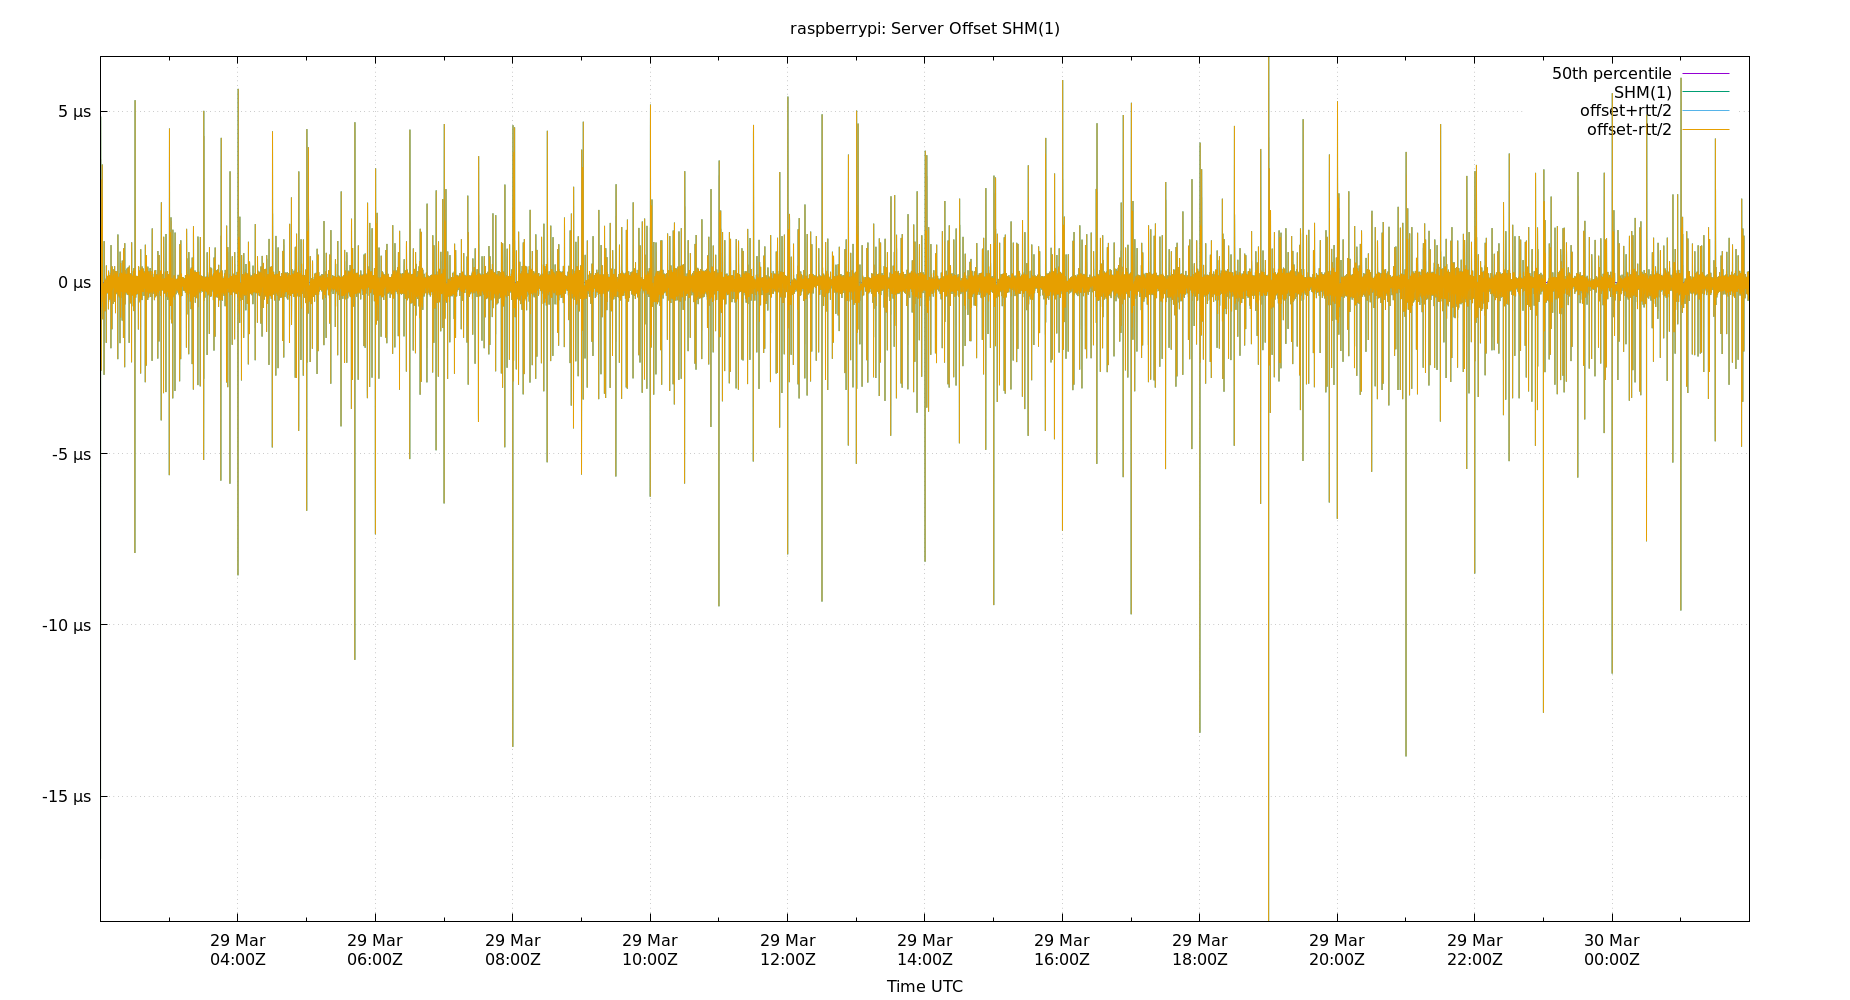 raspberrypi: Server Offset SHM(1)
50th percentile
SHM(1)
offset+rtt/2
offset-rtt/2
5 µs
0 µs
-5 µs
-10 µs
-15 µs
29 Mar 29 Mar 29 Mar 29 Mar 29 Mar 29 Mar 29 Mar 29 Mar 29 Mar 29 Mar 30 Mar
04:00Z 06:00Z 08:00Z 10:00Z 12:00Z 14:00Z 16:00Z 18:00Z 20:00Z 22:00Z 00:00Z
Time UTC